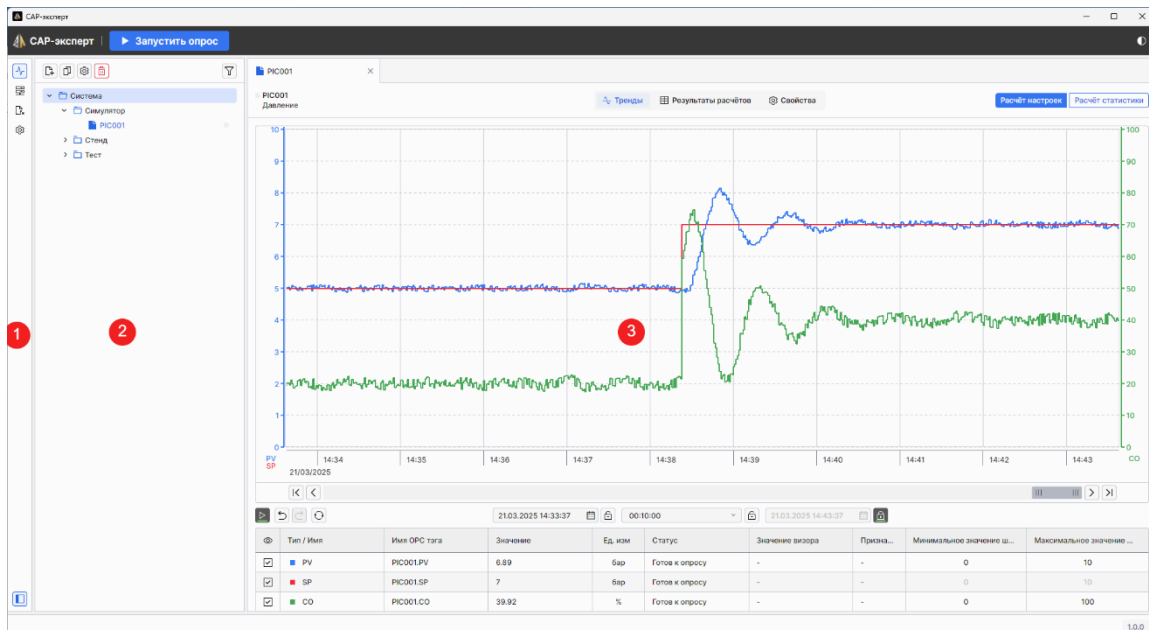 САР-эксперт
САР-эксперт Запустить опрос
PIC001
Система
Симулятор
PIC001
Стенд
Тест
PIC001
Давление
Тренды Результаты расчётов Свойства
Расчёт настроек Расчёт статистики
10 100
9 90
8 80
7 70
6 60
5 50
4 40
3 30
2 20
1 10
0 0
1
2
3
PV
SP
CO
14:34 14:35 14:36 14:37 14:38 14:39 14:40 14:41 14:42 14:43
21/03/2025
21.03.2025 14:33:37 00:10:00 21.03.2025 14:43:37
Тип / Имя Имя OPC тэга Значение Ед. изм Статус Значение визора Призна... Минимальное значение ш... Максимальное значение ...
PV PIC001.PV 6.89 бар Готов к опросу - - 0 10
SP PIC001.SP 7 бар Готов к опросу - - 0 10
CO PIC001.CO 39.92 % Готов к опросу - - 0 100
1.0.0